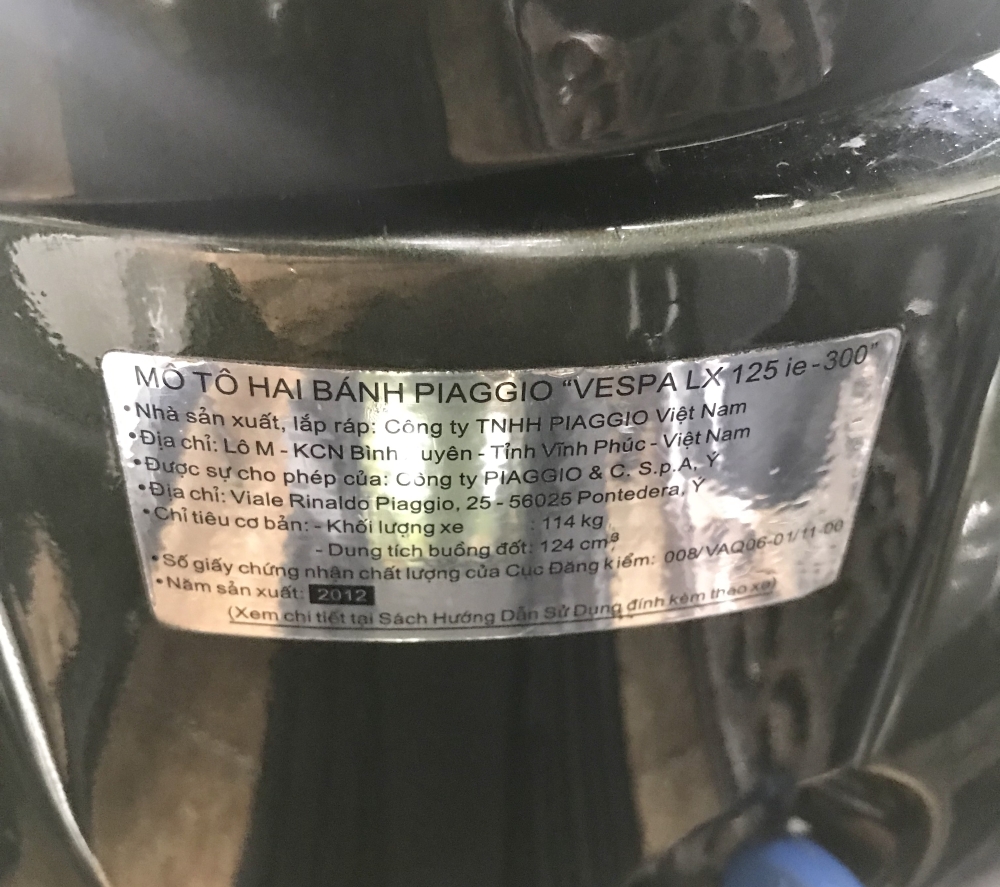 MÔ TÔ HAI BÁNH PIAGGIO “VESPA LX 125 ie-300”
•Nhà sản xuất, lắp ráp: Công ty TNHH PIAGGIO Việt Nam
•Địa chỉ: Lô M - KCN Bình uyên - Tỉnh Vĩnh Phúc - Việt Nam
•Được sự cho phép của: Công ty PIAGGIO & C. S.p.A, Ý
•Địa chỉ: Viale Rinaldo Piaggio, 25 - 56025 Pontedera, Ý
•Chỉ tiêu cơ bản: - Khối lượng xe : 114 kg
- Dung tích buồng đốt: 124 cm³
•Số giấy chứng nhận chất lượng của Cục Đăng kiểm: 008/VAQ06-01/11-00
•Năm sản xuất: 2012
(Xem chi tiết tại Sách Hướng Dẫn Sử Dụng đính kèm theo xe)